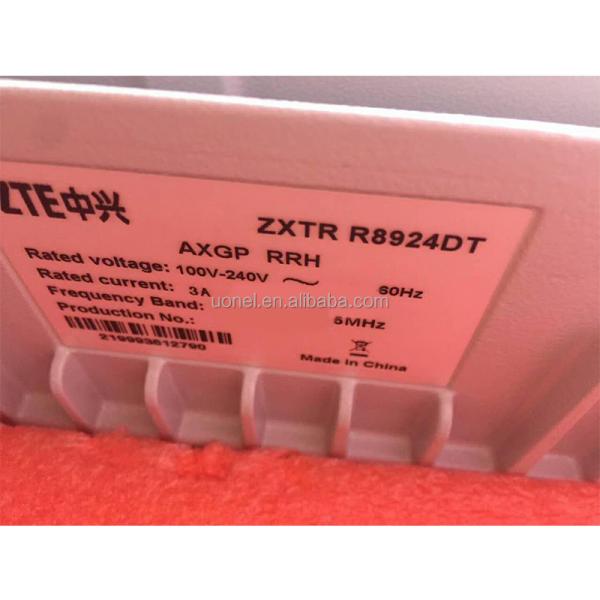 ZTE中兴
ZXTR R8924DT
AXGP RRH
Rated voltage: 100V-240V ~ 60Hz
Rated current: 3A
Frequency Band: 5MHz
Production No.:
219993612790
Made in China
uonel.en.alibaba.com